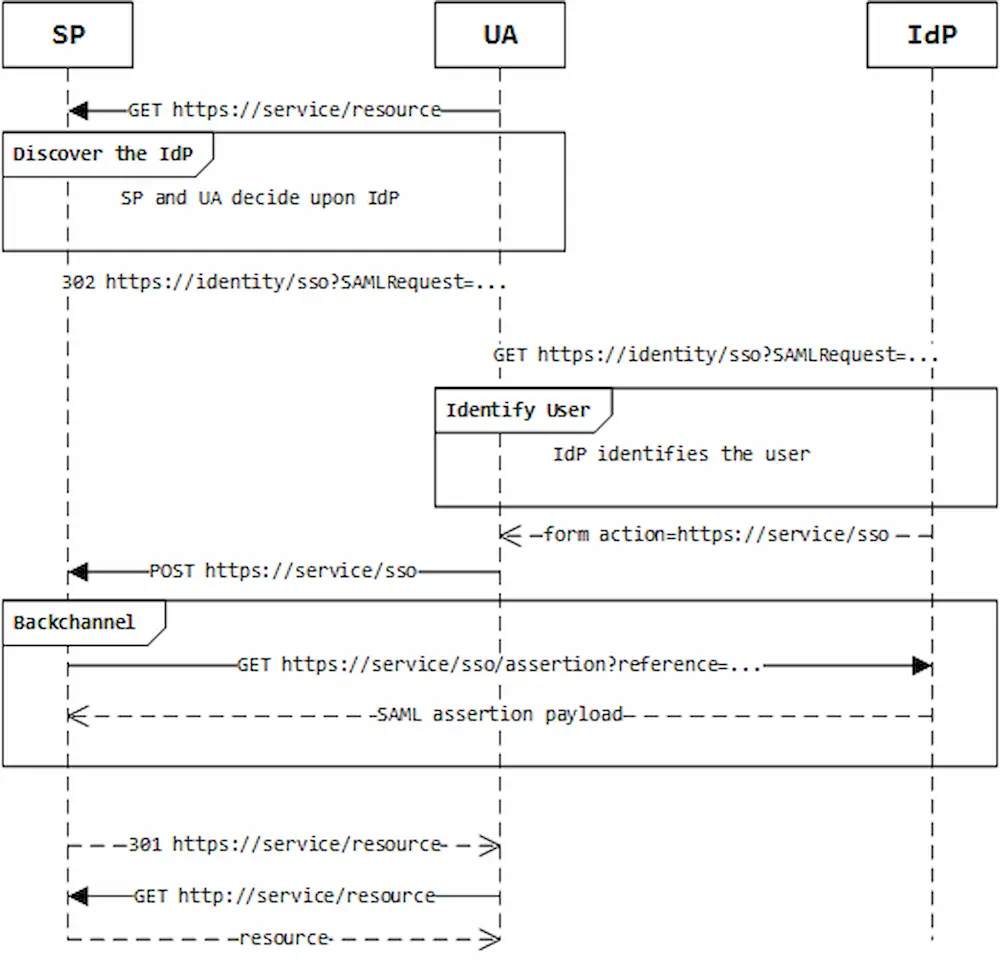 SP
UA
IdP
GET https://service/resource
Discover the IdP
SP and UA decide upon IdP
302 https://identity/sso?SAMLRequest=...
GET https://identity/sso?SAMLRequest=...
Identify User
IdP identifies the user
form action=https://service/sso
POST https://service/sso
Backchannel
GET https://service/sso/assertion?reference=...
SAML assertion payload
301 https://service/resource
GET http://service/resource
resource